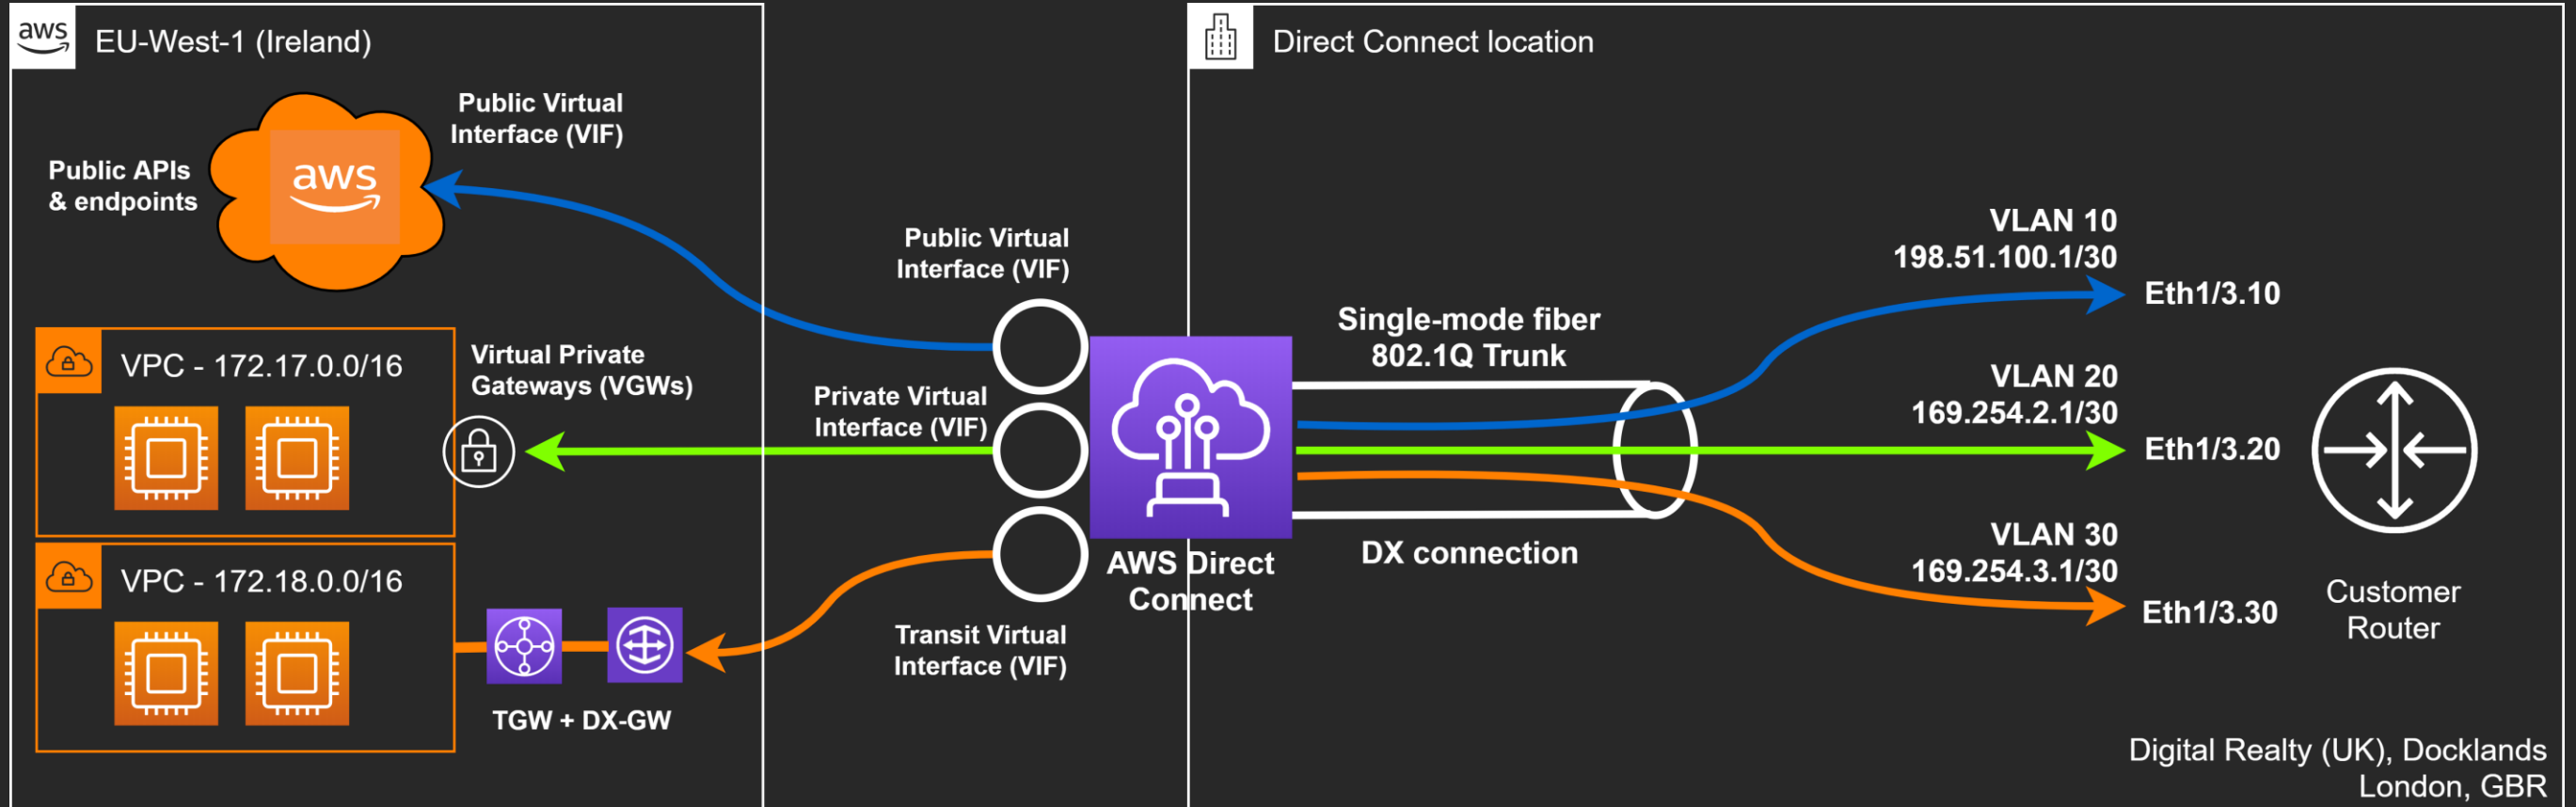 aws
EU-West-1 (Ireland)
Public Virtual
Interface (VIF)
Public APIs
& endpoints
aws
VPC - 172.17.0.0/16
Virtual Private
Gateways (VGWs)
VPC - 172.18.0.0/16
TGW + DX-GW
Public Virtual
Interface (VIF)
Private Virtual
Interface (VIF)
Transit Virtual
Interface (VIF)
AWS Direct
Connect
Direct Connect location
Single-mode fiber
802.1Q Trunk
DX connection
VLAN 10
198.51.100.1/30
Eth1/3.10
VLAN 20
169.254.2.1/30
Eth1/3.20
VLAN 30
169.254.3.1/30
Eth1/3.30
Customer
Router
Digital Realty (UK), Docklands
London, GBR